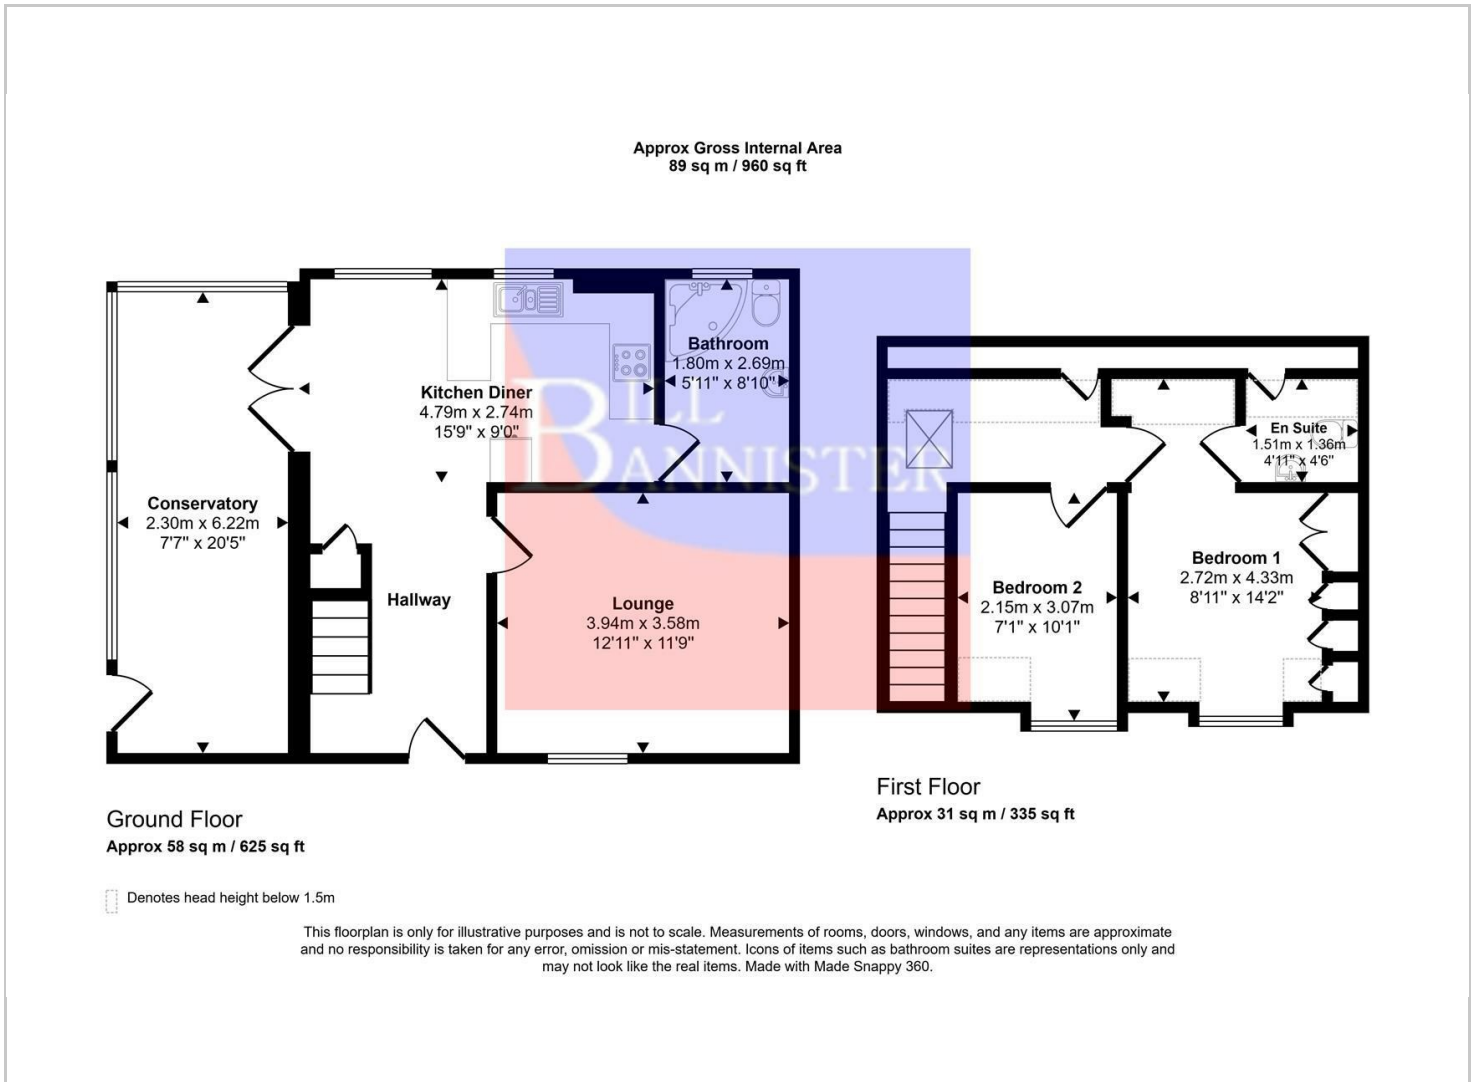 Approx Gross Internal Area
89 sq m / 960 sq ft
Conservatory
2.30m x 6.22m
7'7" x 20'5"
Kitchen Diner
4.79m x 2.74m
15'9" x 9'0"
Bathroom
1.80m x 2.69m
5'11" x 8'10"
BILL
BANNISTER
Hallway
Lounge
3.94m x 3.58m
12'11" x 11'9"
En Suite
1.51m x 1.36m
4'11" x 4'6"
Bedroom 2
2.15m x 3.07m
7'1" x 10'1"
Bedroom 1
2.72m x 4.33m
8'11" x 14'2"
Ground Floor
Approx 58 sq m / 625 sq ft
First Floor
Approx 31 sq m / 335 sq ft
Denotes head height below 1.5m
This floorplan is only for illustrative purposes and is not to scale. Measurements of rooms, doors, windows, and any items are approximate
and no responsibility is taken for any error, omission or mis-statement. Icons of items such as bathroom suites are representations only and
may not look like the real items. Made with Made Snappy 360.